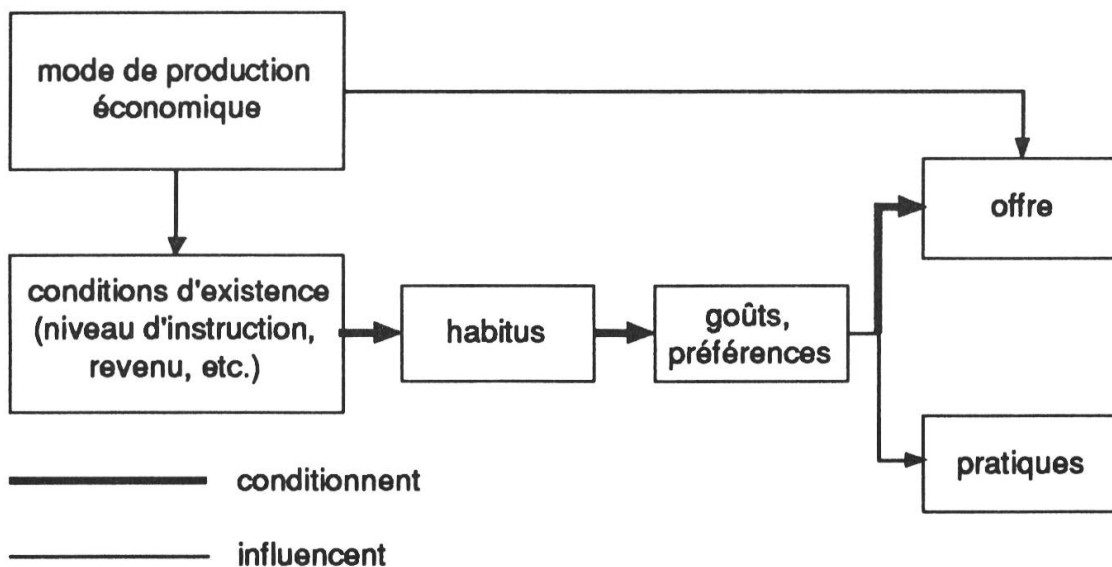 mode de production
économique
offre
conditions d'existence
(niveau d'instruction,
revenu, etc.)
habitus
goûts,
préférences
pratiques
conditionnent
influencent